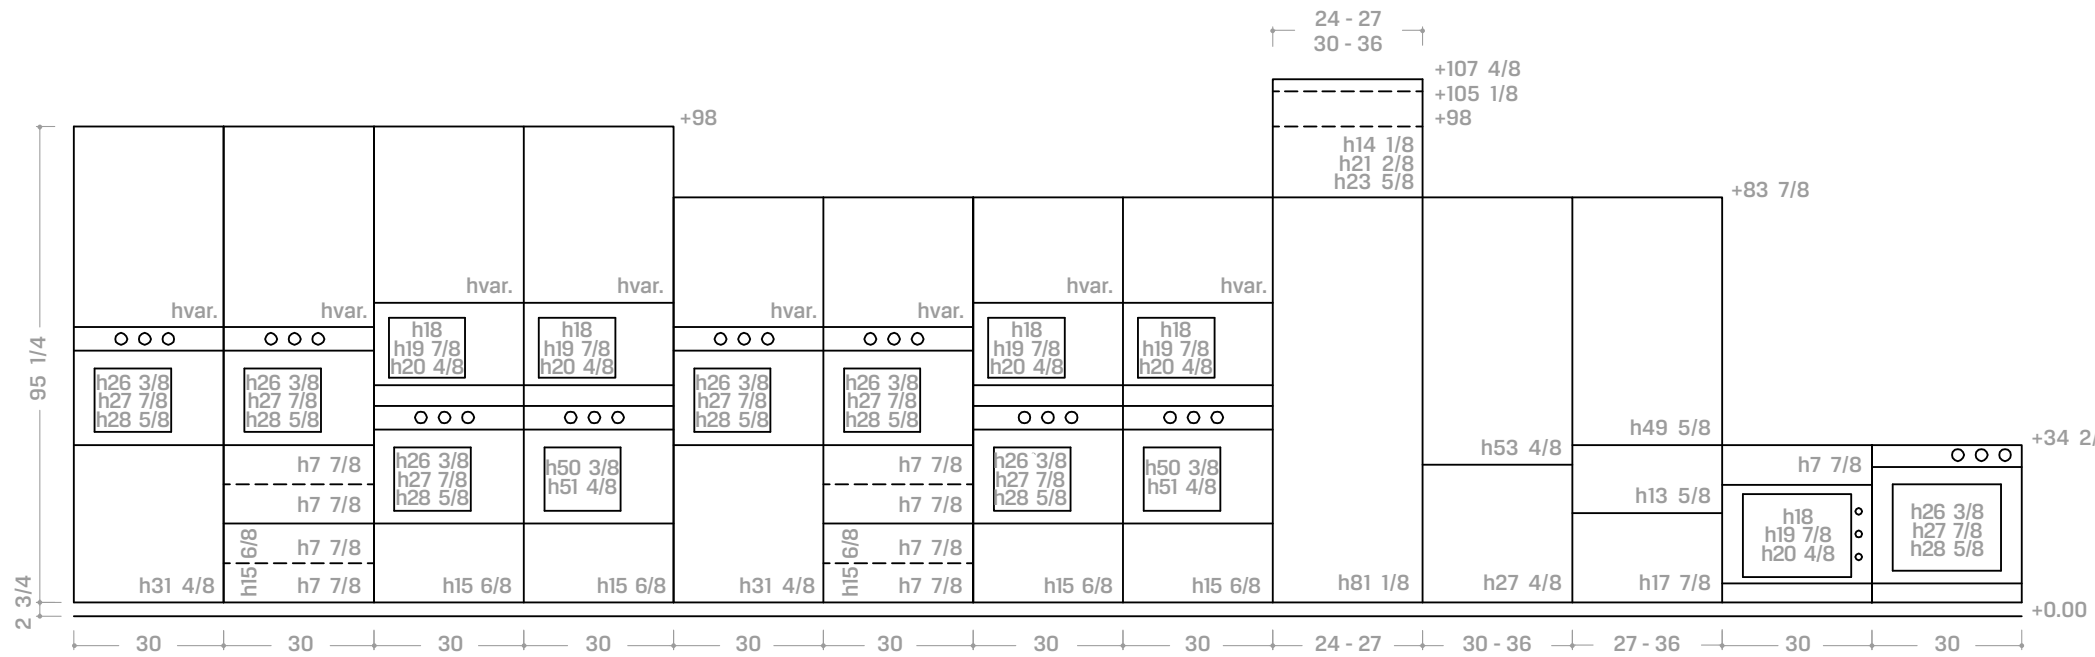 24 - 27
30 - 36
+107 4/8
+105 1/8
+98
+98
h14 1/8
h21 2/8
h23 5/8
+83 7/8
hvar.
hvar.
hvar.
hvar.
hvar.
hvar.
hvar.
hvar.
h18
h19 7/8
h20 4/8
h18
h19 7/8
h20 4/8
h18
h19 7/8
h20 4/8
h18
h19 7/8
h20 4/8
95 1/4
h26 3/8
h27 7/8
h28 5/8
h26 3/8
h27 7/8
h28 5/8
h26 3/8
h27 7/8
h28 5/8
h26 3/8
h27 7/8
h28 5/8
h49 5/8
h53 4/8
+34 2/
h7 7/8
h7 7/8
h26 3/8
h27 7/8
h28 5/8
h50 3/8
h51 4/8
h7 7/8
h7 7/8
h26 3/8
h27 7/8
h28 5/8
h50 3/8
h51 4/8
h7 7/8
h13 5/8
h18
h19 7/8
h20 4/8
h26 3/8
h27 7/8
h28 5/8
h31 4/8
h15 6/8
h7 7/8
h7 7/8
h15 6/8
h15 6/8
h31 4/8
h15 6/8
h7 7/8
h7 7/8
h15 6/8
h15 6/8
h81 1/8
h27 4/8
h17 7/8
2 3/4
+0.00
30
30
30
30
30
30
30
30
24 - 27
30 - 36
27 - 36
30
30